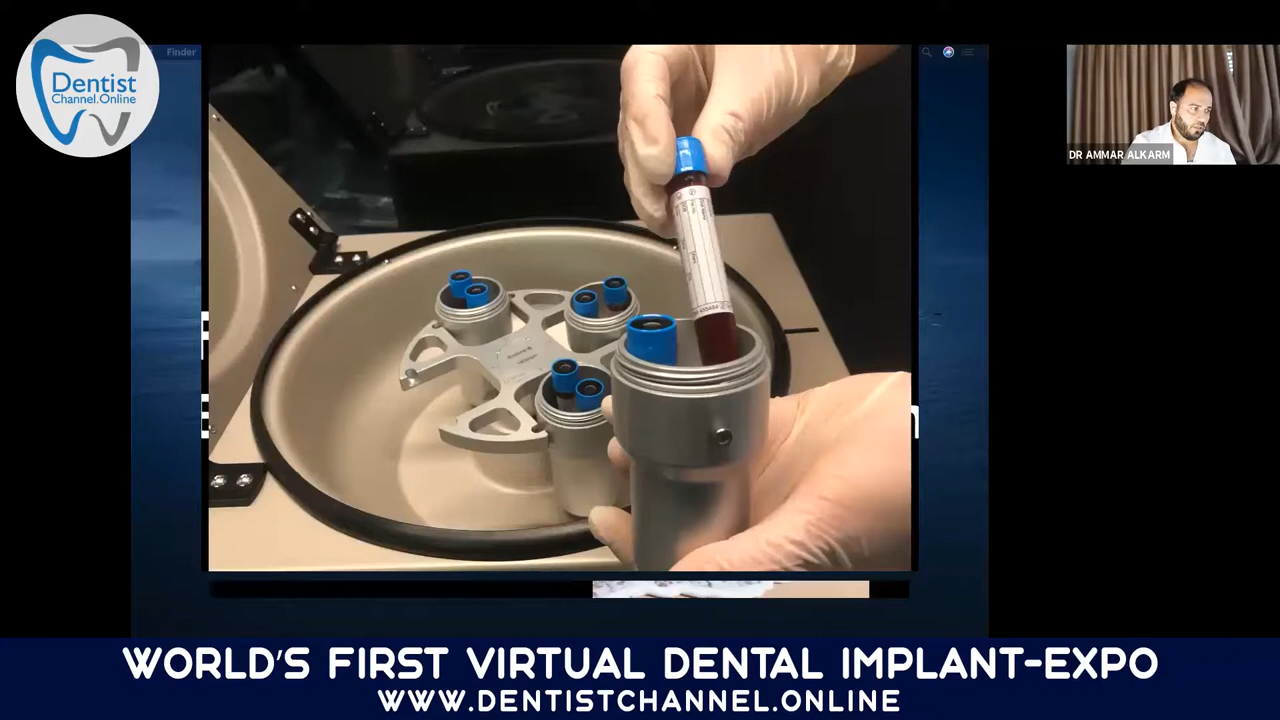 Dentist
Channel.Online
Finder
DR AMMAR ALKARM
WORLD'S FIRST VIRTUAL DENTAL IMPLANT-EXPO
WWW.DENTISTCHANNEL.ONLINE